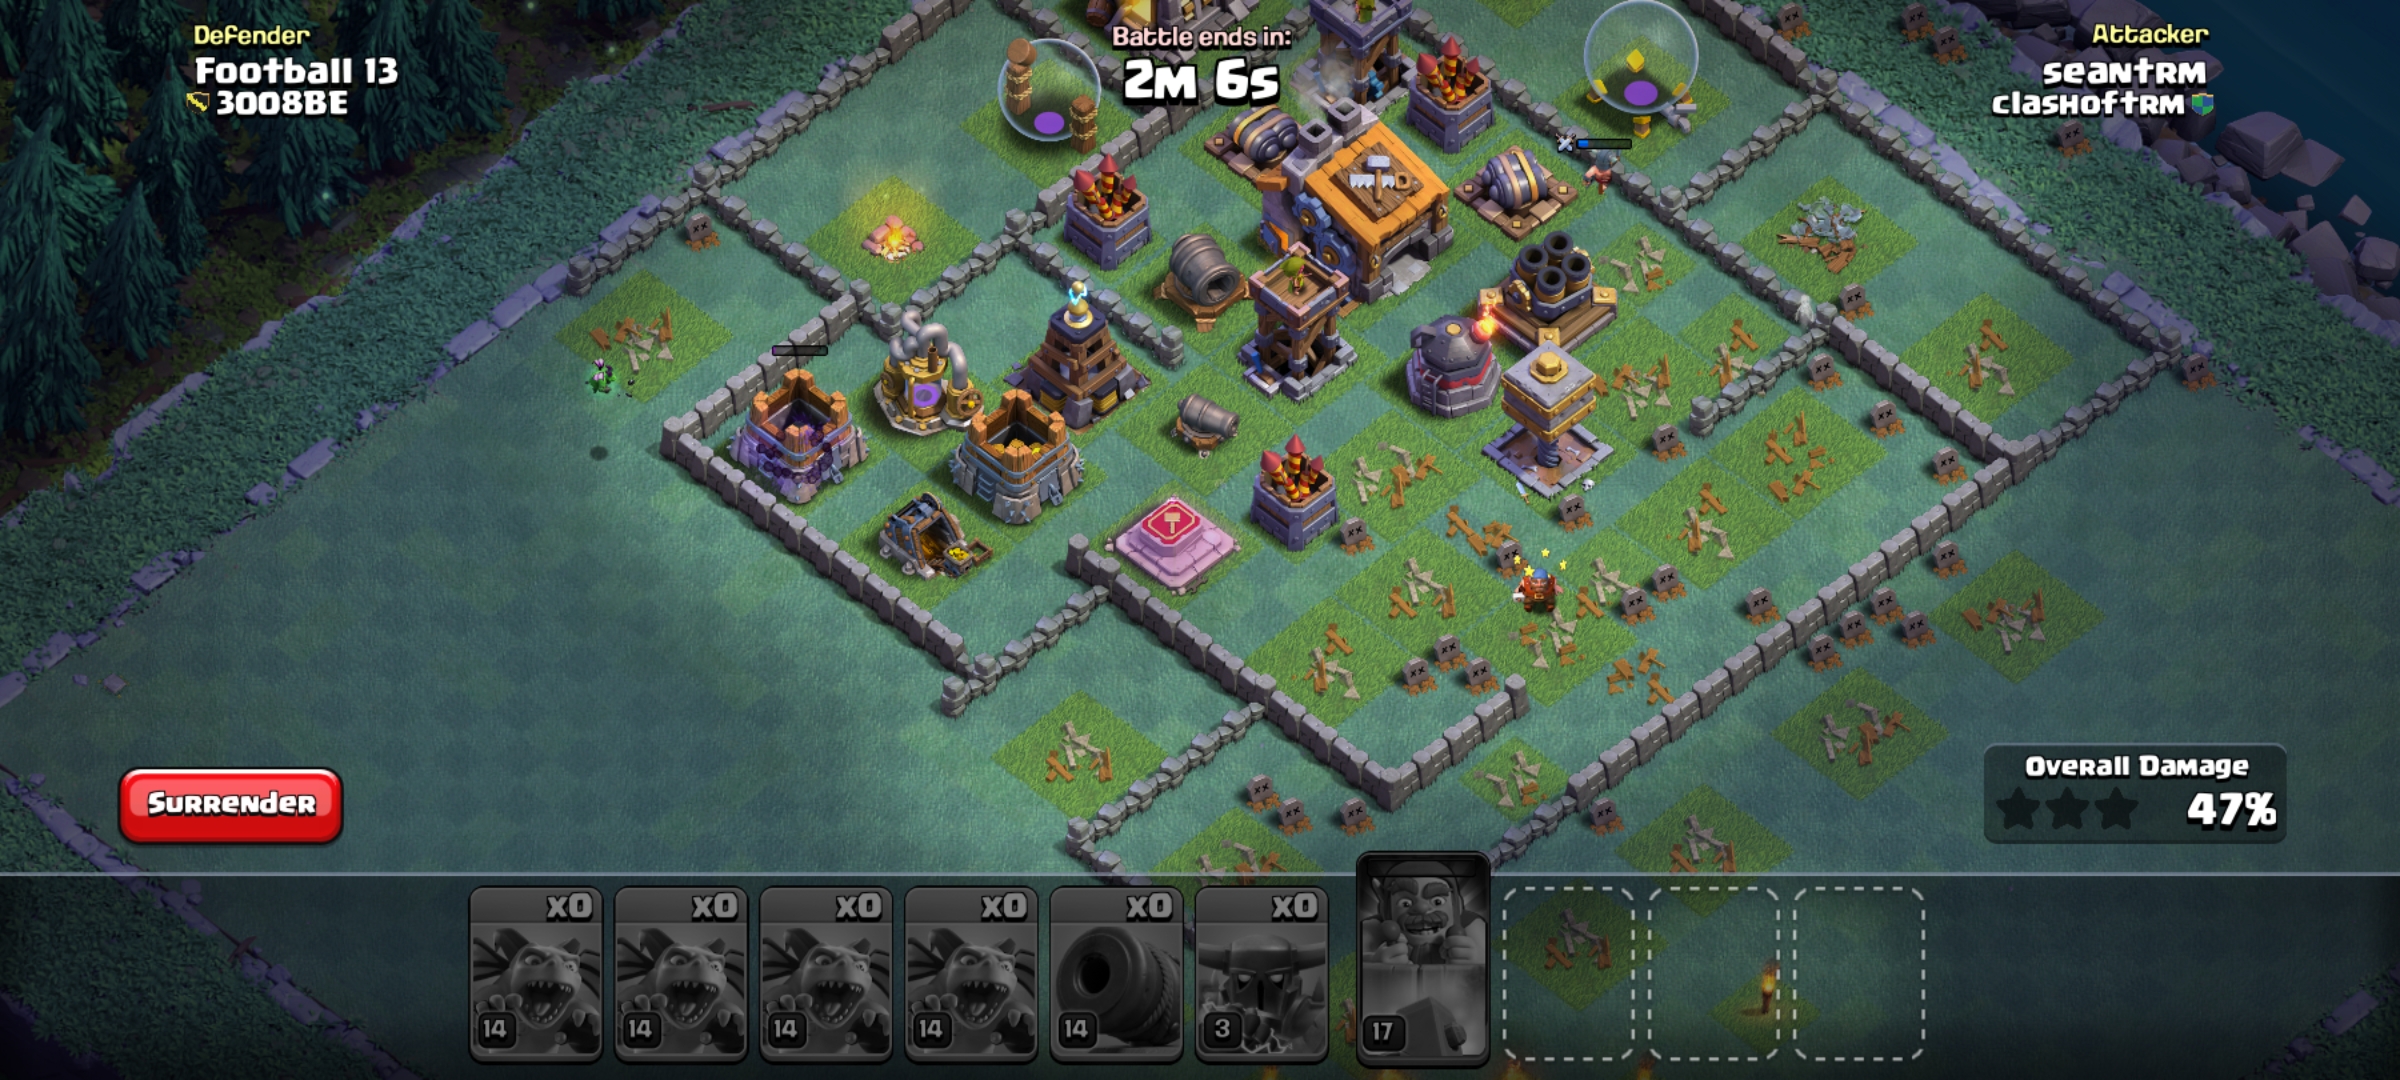 Defender
Football 13
3008BE
Battle ends in:
2M 6s
Attacker
seantRM
clashoftRM
Surrender
Overall Damage
47%
x0
x0
x0
x0
x0
x0
14
14
14
14
14
3
17